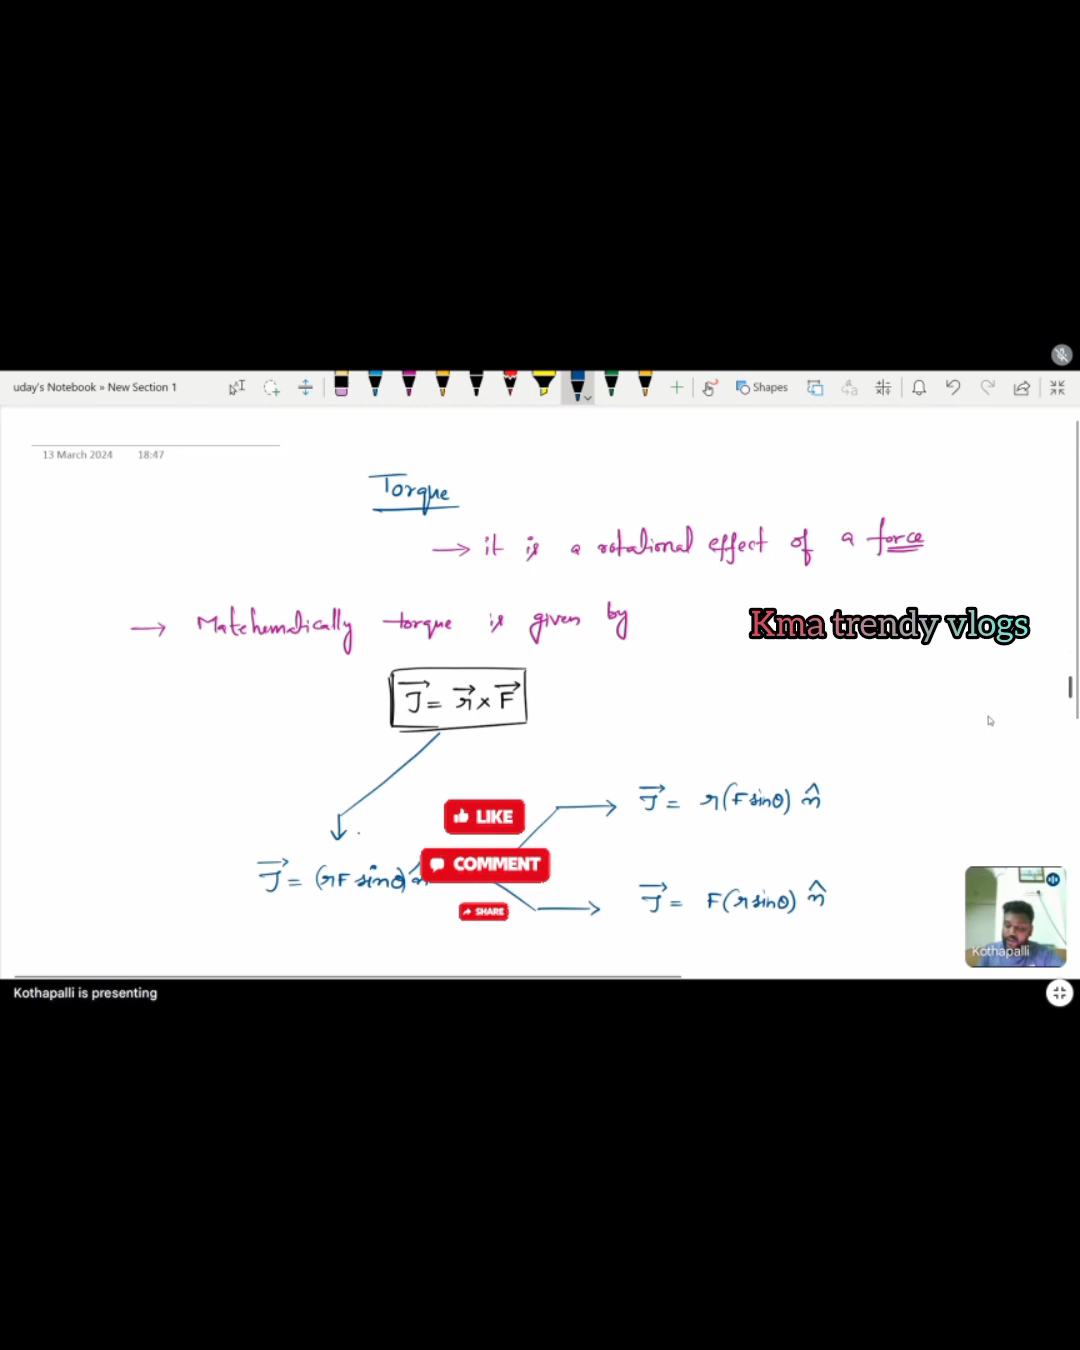 uday's Notebook » New Section 1
Shapes
13 March 2024 18:47
Torque
→ it is a rotational effect of a force
→ Matehematically torque is given by
Kma trendy vlogs
τ⃗ = r⃗ × F⃗
LIKE
τ⃗ = r(F sinθ) n̂
COMMENT
τ⃗ = (rF sinθ) n̂
τ⃗ = F(r sinθ) n̂
SHARE
Kothapalli
Kothapalli is presenting